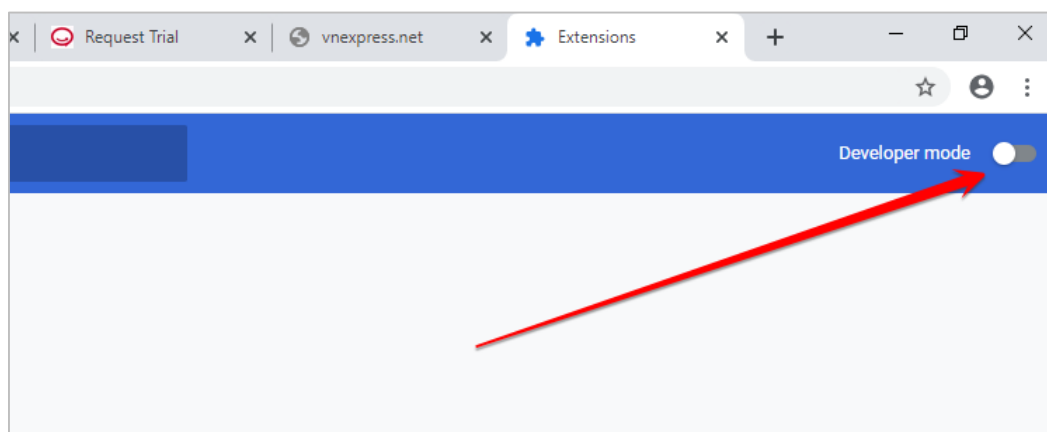 Request Trial
vnexpress.net
Extensions
Developer mode